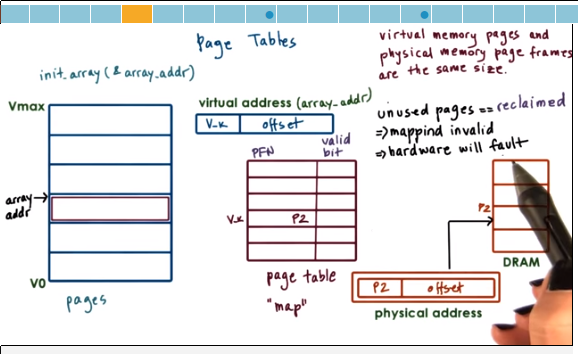 Page Tables
virtual memory pages and
physical memory page frames
are the same size.
init_array (& array_addr)
Vmax
virtual address (array_addr)
V_k offset
unused pages == reclaimed
=> mappind invalid
=> hardware will fault
PFN
valid
bit
array
addr
V_k P2
P2
V0
pages
page table
"map"
DRAM
P2 offset
physical address